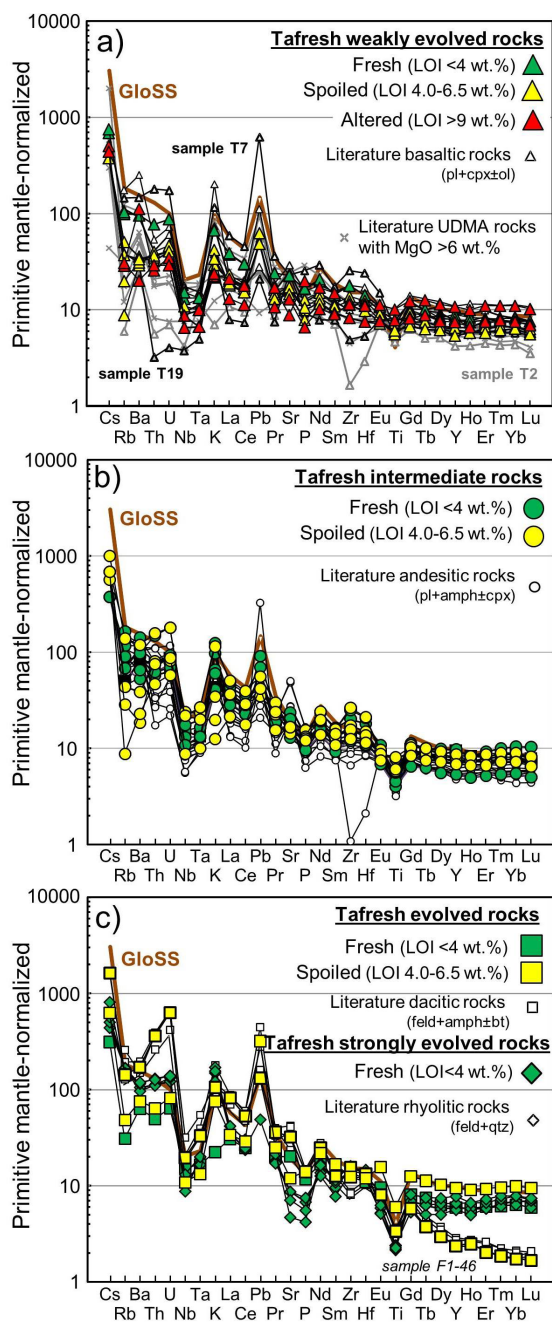 a)
Tafresh weakly evolved rocks
Fresh (LOI <4 wt.%)
Spoiled (LOI 4.0-6.5 wt.%)
Altered (LOI >9 wt.%)
Literature basaltic rocks
(pl+cpx±ol)
Literature UDMA rocks
with MgO >6 wt.%
GloSS
sample T7
sample T19
sample T2
Primitive mantle-normalized
10000
1000
100
10
1
Cs Ba U Ta La Pb Sr Nd Zr Eu Gd Dy Ho Tm Lu
Rb Th Nb K Ce Pr P Sm Hf Ti Tb Y Er Yb
b)
Tafresh intermediate rocks
Fresh (LOI <4 wt.%)
Spoiled (LOI 4.0-6.5 wt.%)
Literature andesitic rocks
(pl+amph±cpx)
GloSS
Primitive mantle-normalized
10000
1000
100
10
1
Cs Ba U Ta La Pb Sr Nd Zr Eu Gd Dy Ho Tm Lu
Rb Th Nb K Ce Pr P Sm Hf Ti Tb Y Er Yb
c)
Tafresh evolved rocks
Fresh (LOI <4 wt.%)
Spoiled (LOI 4.0-6.5 wt.%)
Literature dacitic rocks
(feld+amph±bt)
Tafresh strongly evolved rocks
Fresh (LOI<4 wt.%)
Literature rhyolitic rocks
(feld+qtz)
GloSS
sample F1-46
Primitive mantle-normalized
10000
1000
100
10
1
Cs Ba U Ta La Pb Sr Nd Zr Eu Gd Dy Ho Tm Lu
Rb Th Nb K Ce Pr P Sm Hf Ti Tb Y Er Yb